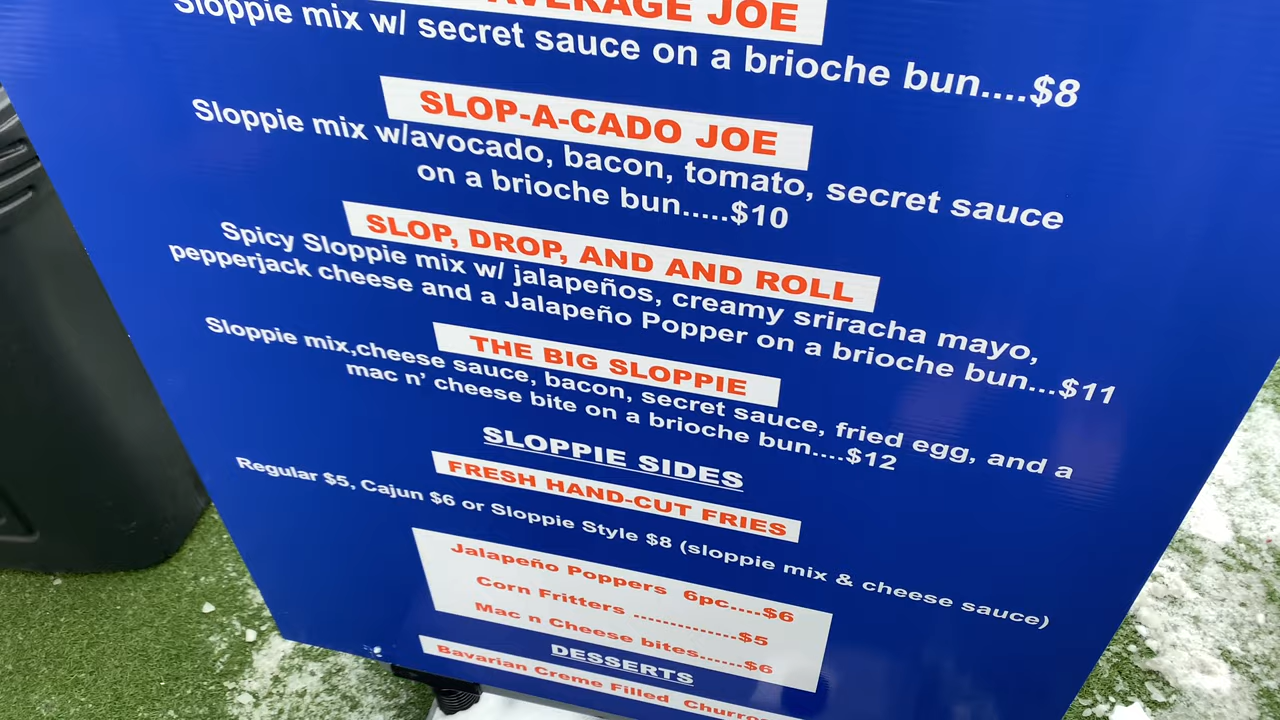 AVERAGE JOE
Sloppie mix w/ secret sauce on a brioche bun....$8
SLOP-A-CADO JOE
Sloppie mix w/avocado, bacon, tomato, secret sauce
on a brioche bun.....$10
SLOP, DROP, AND AND ROLL
Spicy Sloppie mix w/ jalapeños, creamy sriracha mayo,
pepperjack cheese and a Jalapeño Popper on a brioche bun...$11
THE BIG SLOPPIE
Sloppie mix,cheese sauce, bacon, secret sauce, fried egg, and a
mac n' cheese bite on a brioche bun....$12
SLOPPIE SIDES
FRESH HAND-CUT FRIES
Regular $5, Cajun $6 or Sloppie Style $8 (sloppie mix & cheese sauce)
Jalapeño Poppers 6pc....$6
Corn Fritters ..............$5
Mac n Cheese bites......$6
DESSERTS
Bavarian Creme Filled Churro